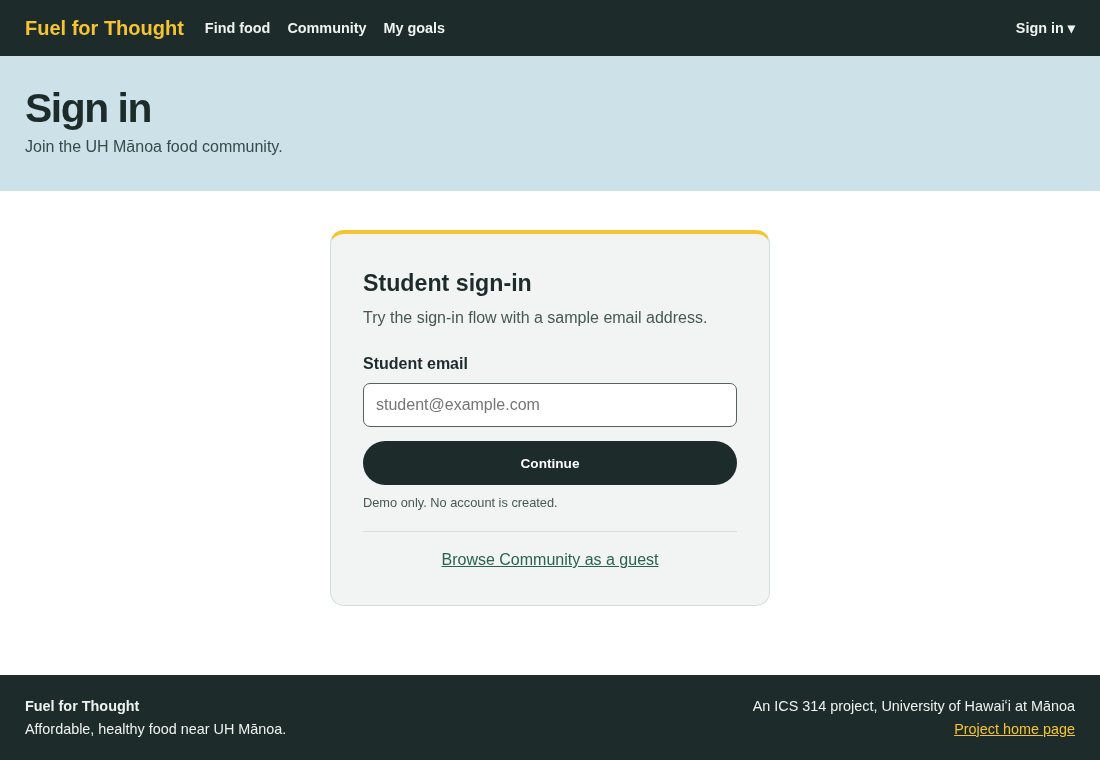 Fuel for Thought Find food Community My goals Sign in ▾
Sign in
Join the UH Mānoa food community.
Student sign-in
Try the sign-in flow with a sample email address.
Student email
student@example.com
Continue
Demo only. No account is created.
Browse Community as a guest
Fuel for Thought
Affordable, healthy food near UH Mānoa.
An ICS 314 project, University of Hawaiʻi at Mānoa
Project home page